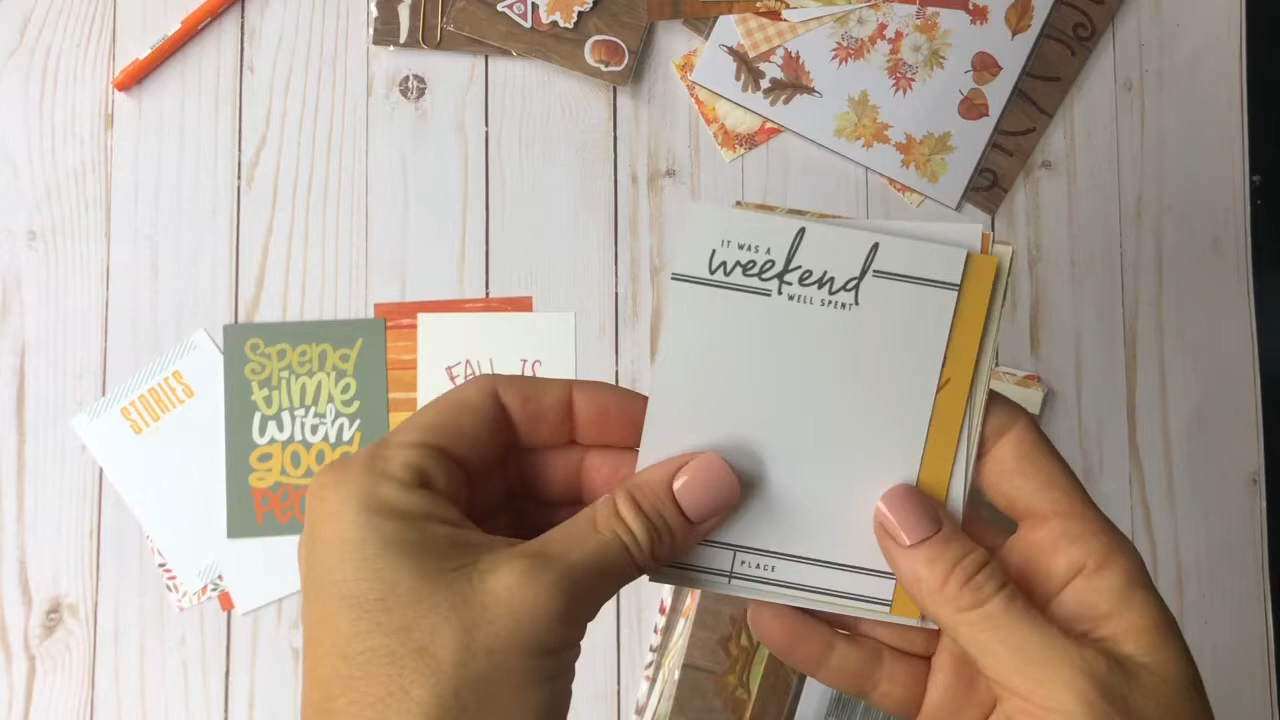 IT WAS A
weekend
WELL SPENT
PLACE
STORIES
Spend
time
with
good
FALL IS